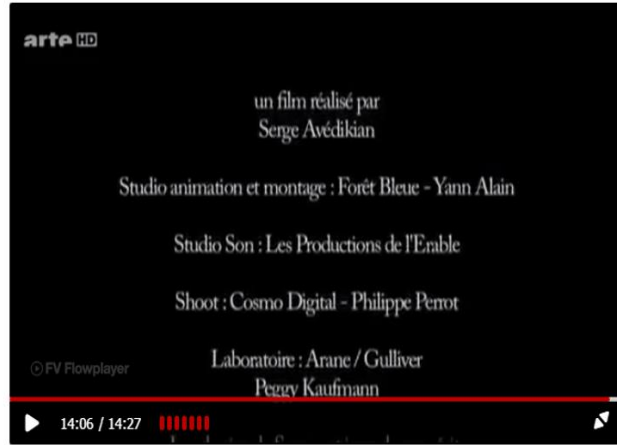 arte HD
un film réalisé par
Serge Avédikian
Studio animation et montage : Forêt Bleue - Yann Alain
Studio Son : Les Productions de l'Erable
Shoot : Cosmo Digital - Philippe Perrot
Laboratoire : Arane / Gulliver
FV Flowplayer
Peggy Kaufmann
14:06 / 14:27